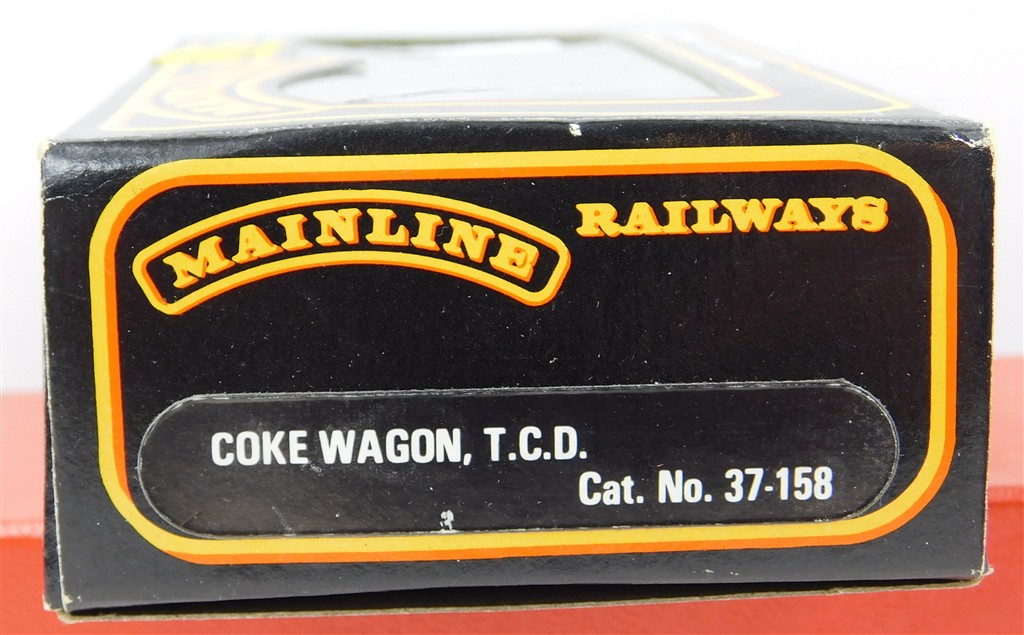 MAINLINE RAILWAYS
COKE WAGON, T.C.D.
Cat. No. 37-158